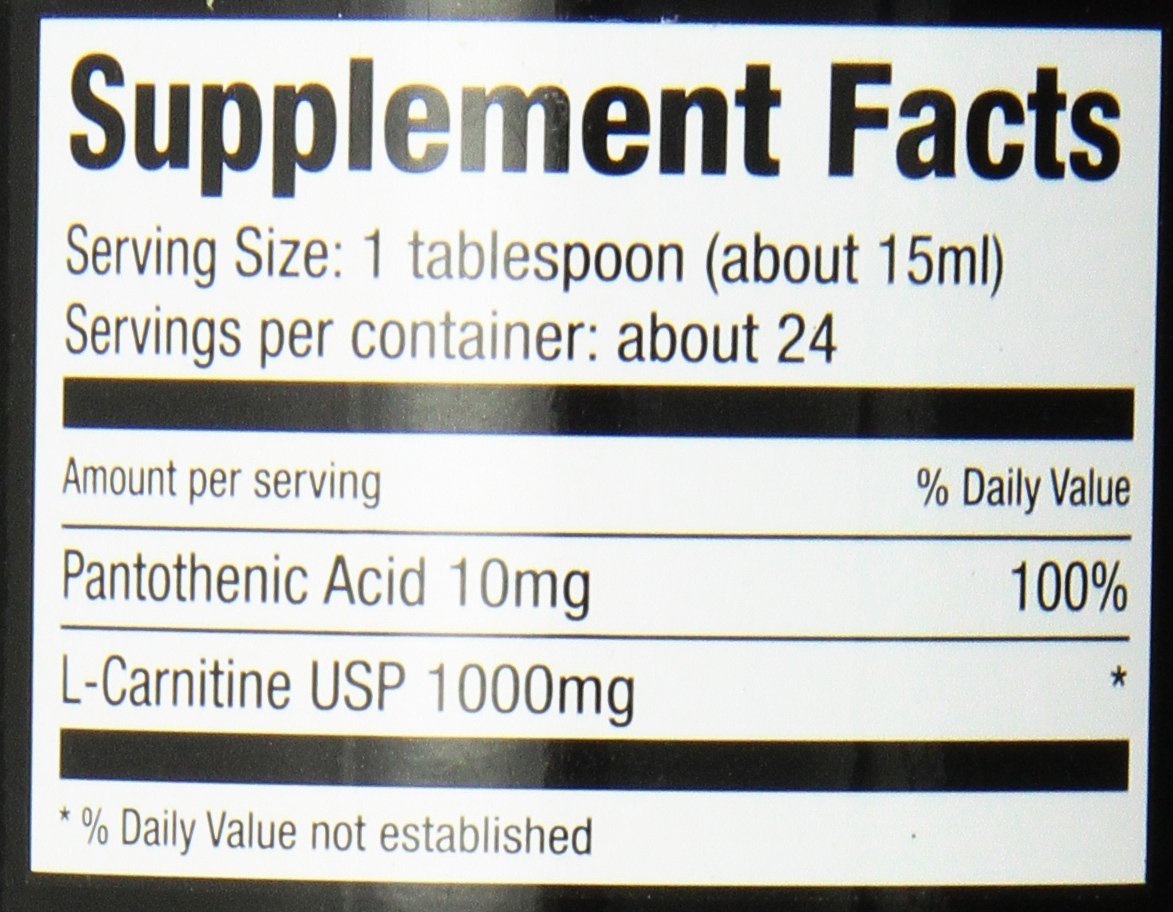 Supplement Facts
Serving Size: 1 tablespoon (about 15ml)
Servings per container: about 24
Amount per serving % Daily Value
Pantothenic Acid 10mg 100%
L-Carnitine USP 1000mg *
* % Daily Value not established